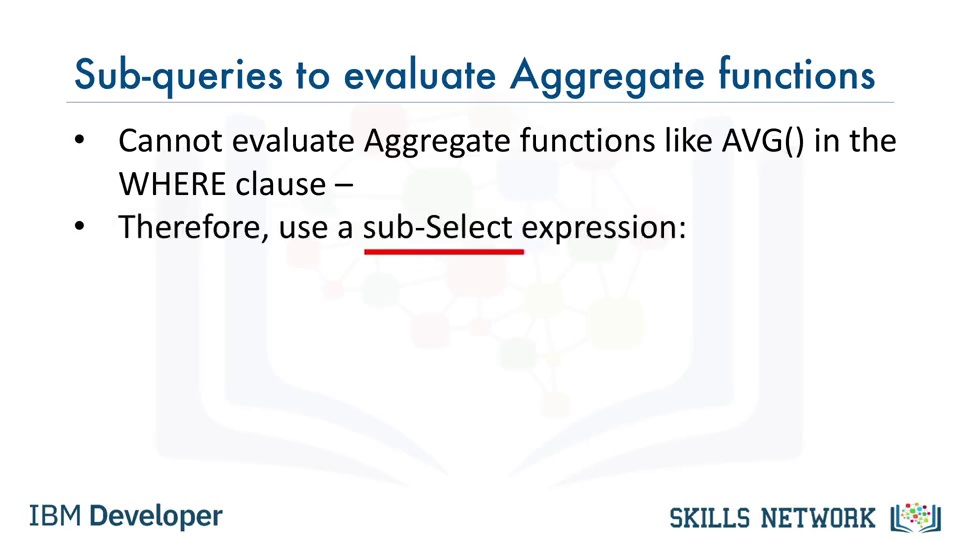 Sub-queries to evaluate Aggregate functions
• Cannot evaluate Aggregate functions like AVG() in the
WHERE clause –
• Therefore, use a sub-Select expression:
IBM Developer
SKILLS NETWORK